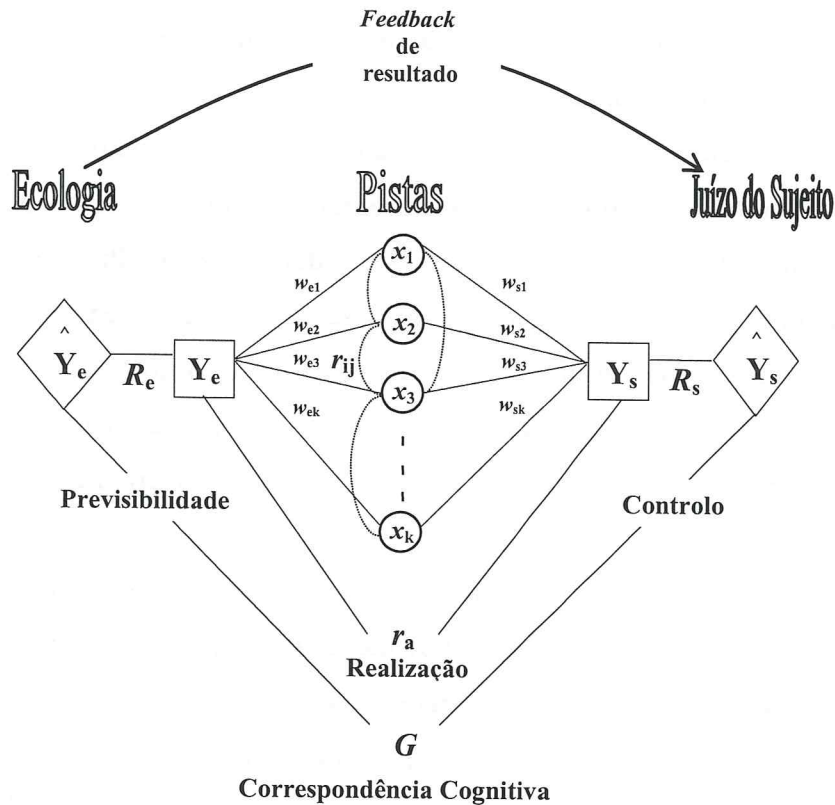 Feedback
de
resultado
Ecologia
Pistas
Juízo do Sujeito
x1
we1
ws1
we2
x2
ws2
Ŷe
Re
Ye
we3
rij
x3
ws3
Ys
Rs
Ŷs
wek
wsk
Previsibilidade
Controlo
xk
ra
Realização
G
Correspondência Cognitiva